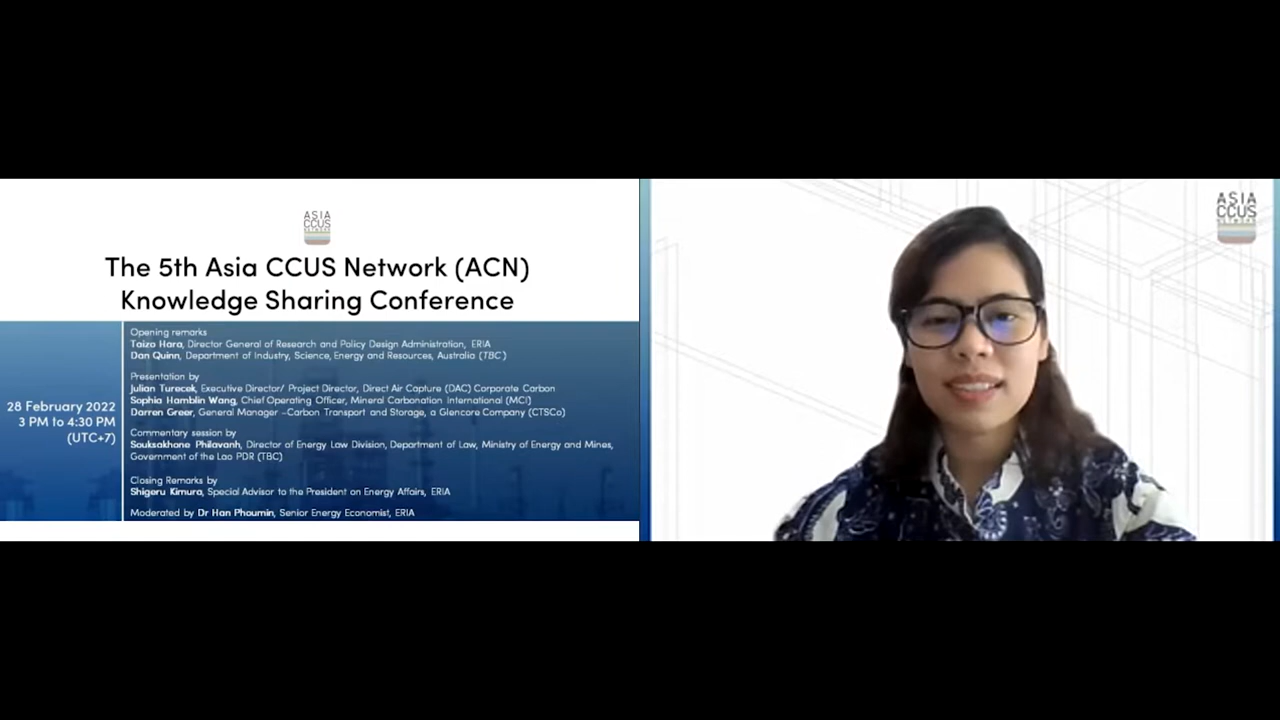 ASIA
CCUS
NETWORK
The 5th Asia CCUS Network (ACN)
Knowledge Sharing Conference
28 February 2022
3 PM to 4:30 PM
(UTC+7)
Opening remarks
Taizo Hara, Director General of Research and Policy Design Administration, ERIA
Dan Quinn, Department of Industry, Science, Energy and Resources, Australia (TBC)
Presentation by
Julian Turecek, Executive Director/ Project Director, Direct Air Capture (DAC) Corporate Carbon
Sophia Hamblin Wang, Chief Operating Officer, Mineral Carbonation International (MCI)
Darren Greer, General Manager –Carbon Transport and Storage, a Glencore Company (CTSCo)
Commentary session by
Souksakhone Philavanh, Director of Energy Law Division, Department of Law, Ministry of Energy and Mines,
Government of the Lao PDR (TBC)
Closing Remarks by
Shigeru Kimura, Special Advisor to the President on Energy Affairs, ERIA
Moderated by Dr Han Phoumin, Senior Energy Economist, ERIA
ASIA
CCUS
NETWORK